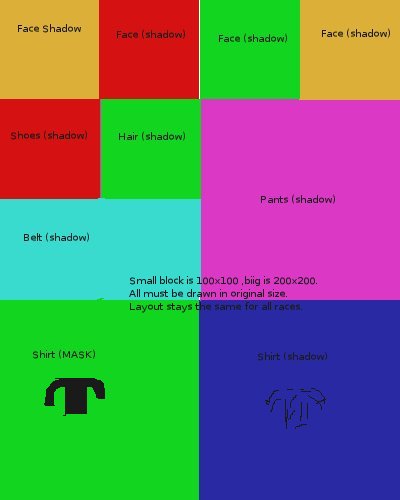 Face Shadow
Face (shadow)
Face (shadow)
Face (shadow)
Shoes (shadow)
Hair (shadow)
Pants (shadow)
Belt (shadow)
Small block is 100x100 ,biig is 200x200.
All must be drawn in original size.
Layout stays the same for all races.
Shirt (MASK)
Shirt (shadow)